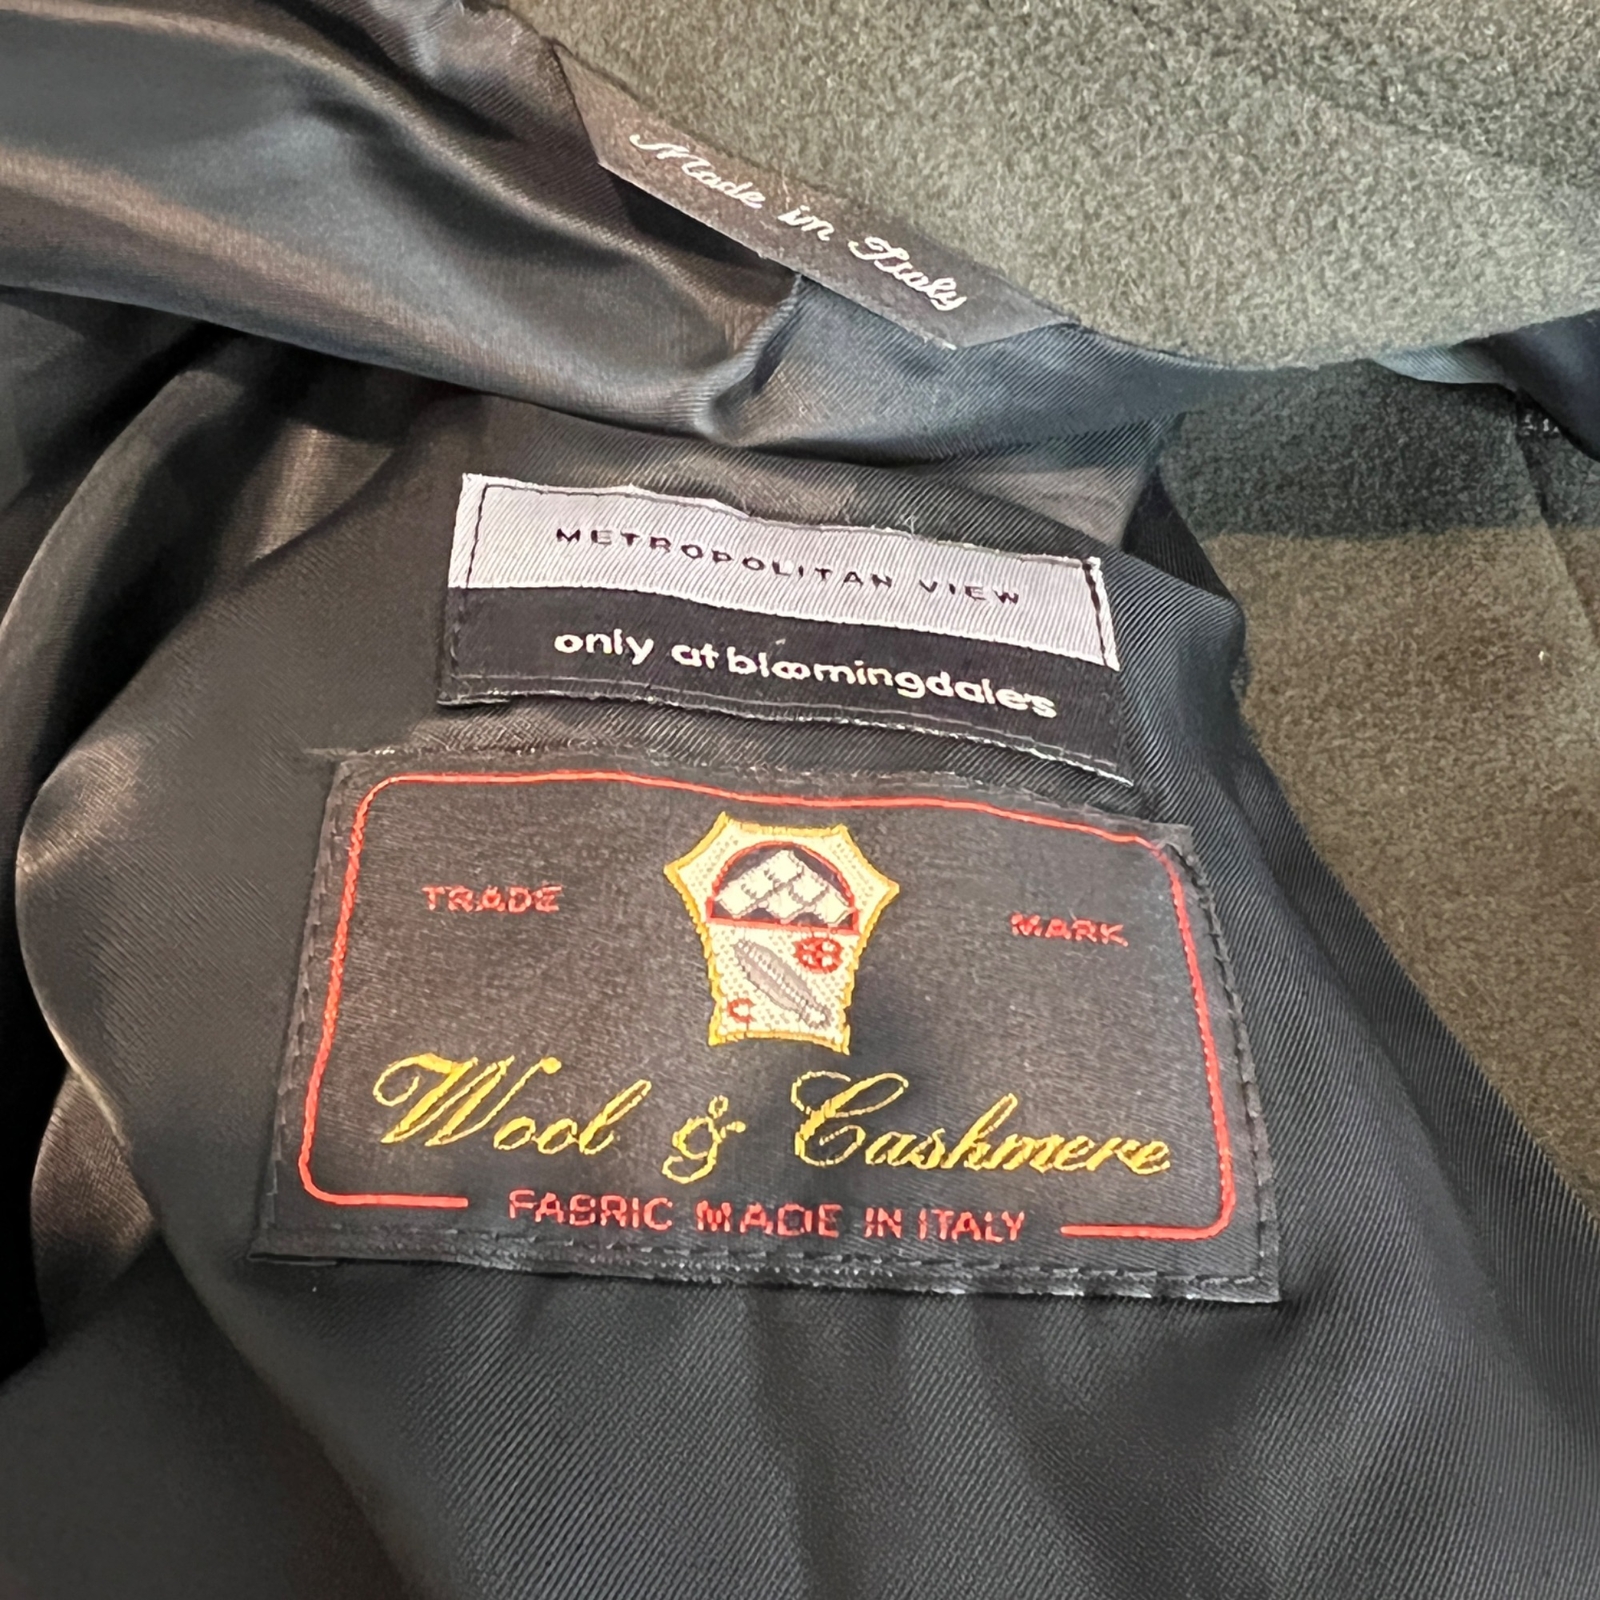 Made in Italy
METROPOLITAN VIEW
only at bloomingdale's
TRADE MARK
C
Wool & Cashmere
FABRIC MADE IN ITALY